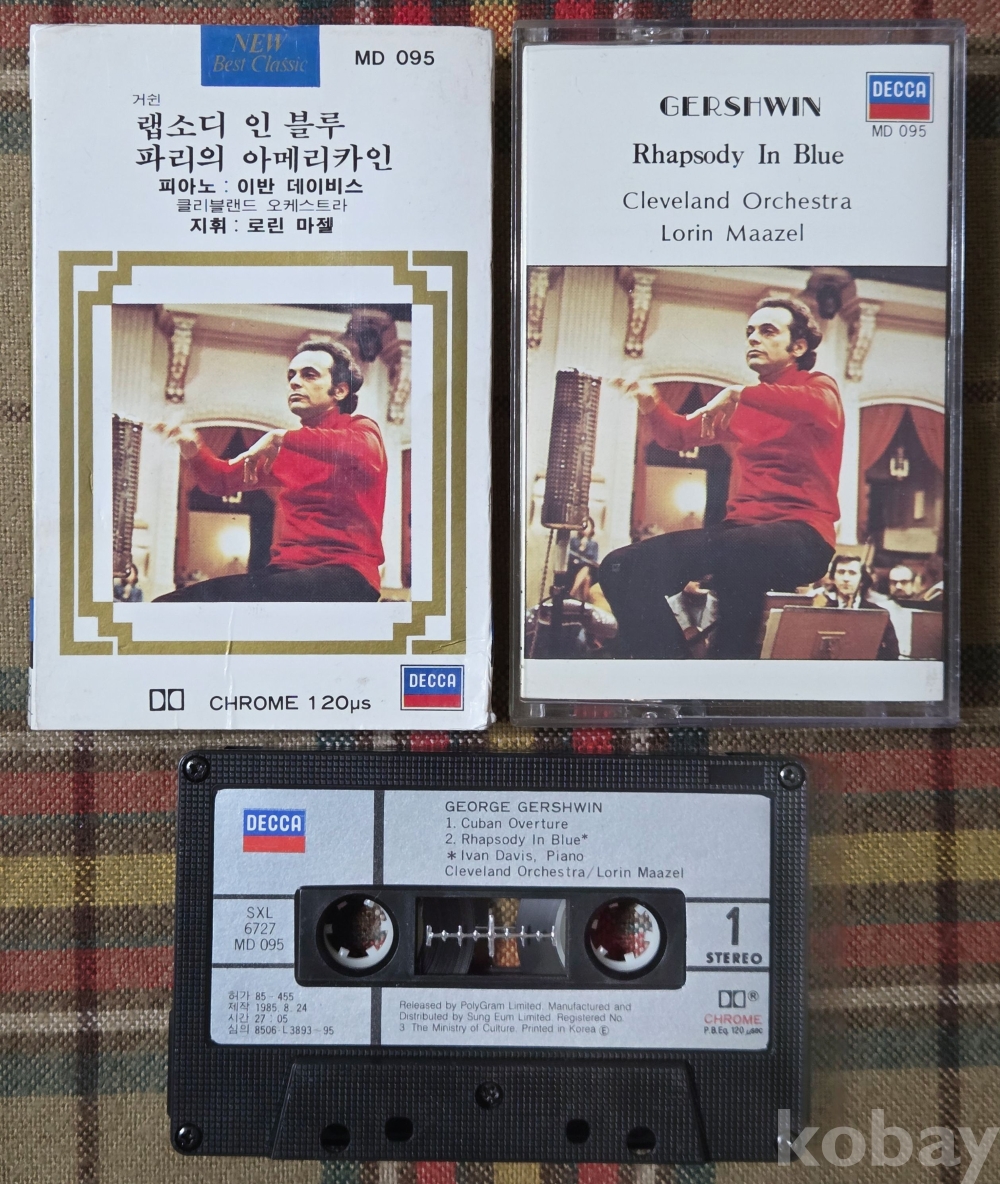 NEW
Best Classic
MD 095
거쉰
랩소디 인 블루
파리의 아메리카인
피아노 : 이반 데이비스
클리블랜드 오케스트라
지휘 : 로린 마젤
CHROME 120µs
DECCA
GERSHWIN
DECCA
MD 095
Rhapsody In Blue
Cleveland Orchestra
Lorin Maazel
DECCA
GEORGE GERSHWIN
1. Cuban Overture
2. Rhapsody In Blue*
* Ivan Davis, Piano
Cleveland Orchestra/Lorin Maazel
SXL
6727
MD 095
1
STEREO
허가 85-455
제작 1985. 8. 24
시간 27 : 05
심의 8506-L3893-95
Released by PolyGram Limited. Manufactured and
Distributed by Sung Eum Limited. Registered No.
3 The Ministry of Culture. Printed in Korea Ⓔ
®
CHROME
P.B.Eq. 120 µsec
kobay